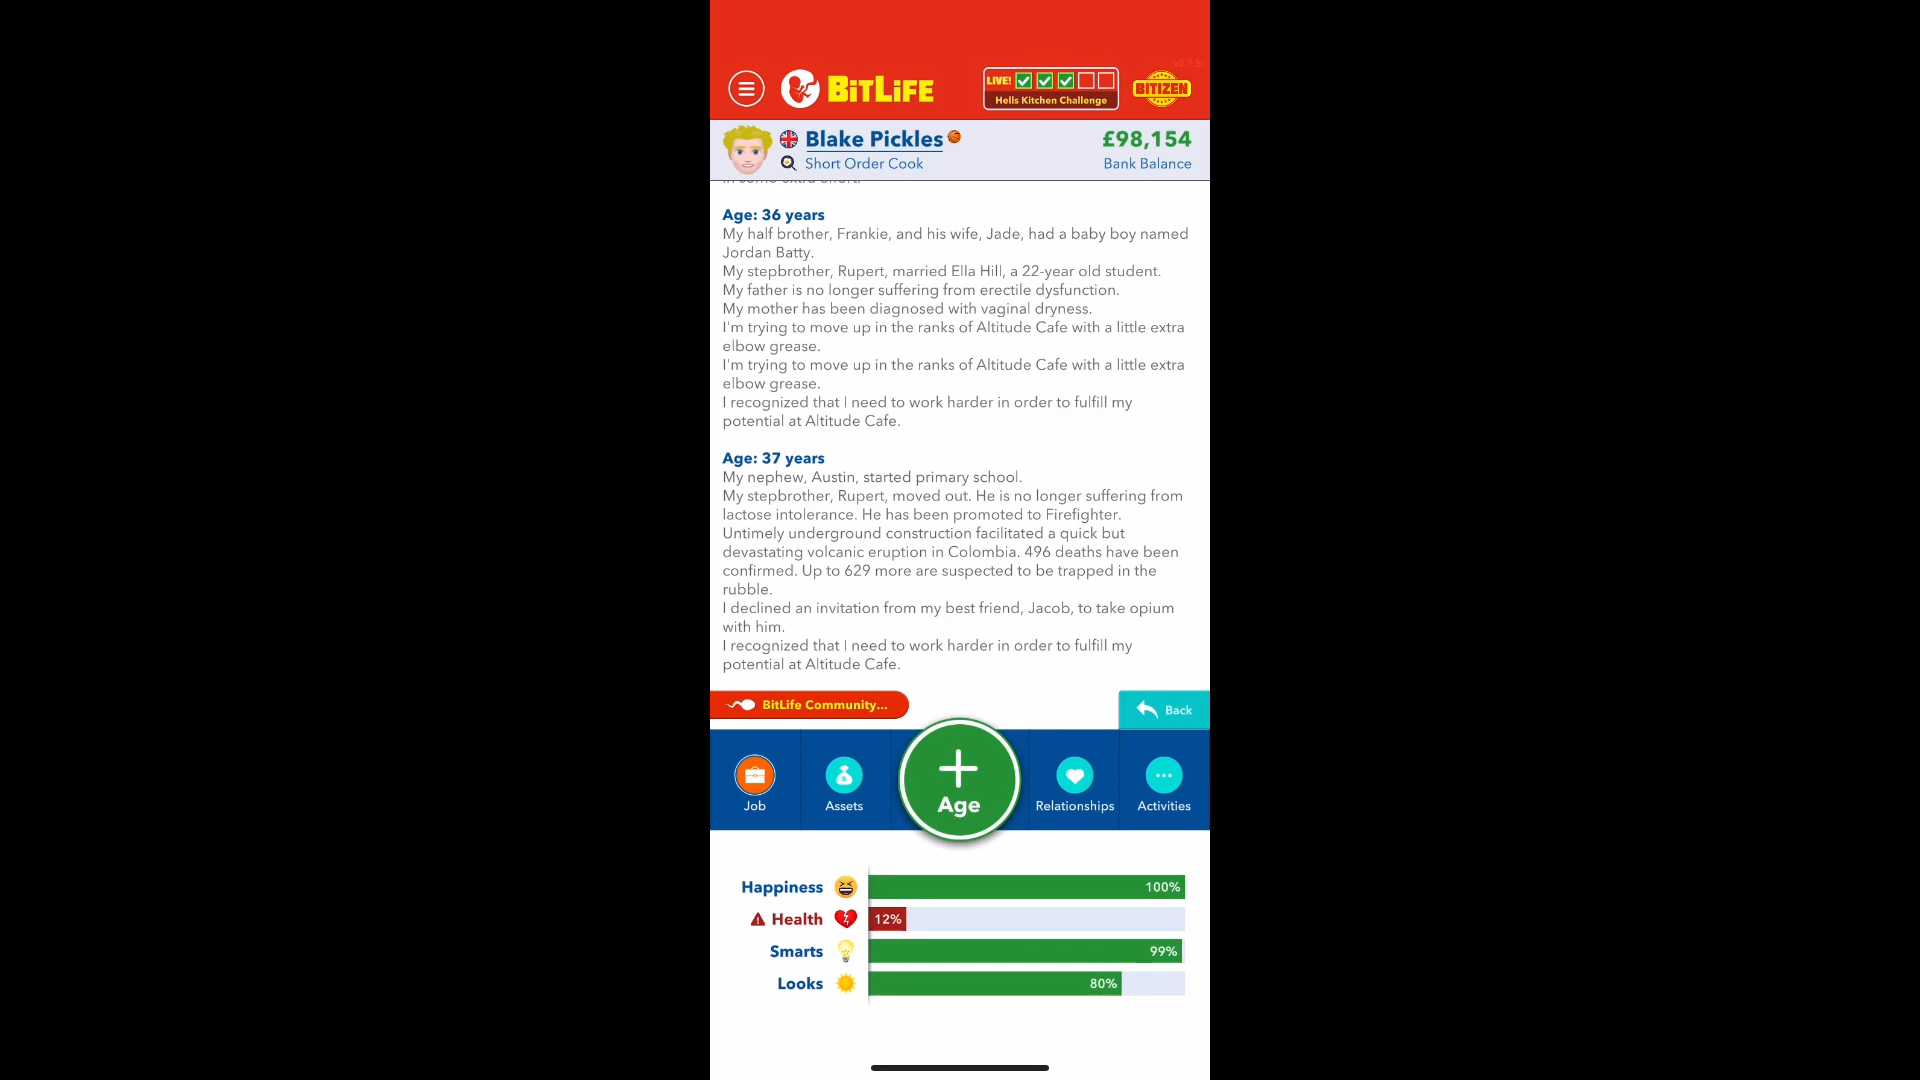 v3.7.5
BiTLiFE
LIVE!
Hells Kitchen Challenge
BITIZEN
Blake Pickles
£98,154
Short Order Cook
Bank Balance
in some extra effort.
Age: 36 years
My half brother, Frankie, and his wife, Jade, had a baby boy named
Jordan Batty.
My stepbrother, Rupert, married Ella Hill, a 22-year old student.
My father is no longer suffering from erectile dysfunction.
My mother has been diagnosed with vaginal dryness.
I'm trying to move up in the ranks of Altitude Cafe with a little extra
elbow grease.
I'm trying to move up in the ranks of Altitude Cafe with a little extra
elbow grease.
I recognized that I need to work harder in order to fulfill my
potential at Altitude Cafe.
Age: 37 years
My nephew, Austin, started primary school.
My stepbrother, Rupert, moved out. He is no longer suffering from
lactose intolerance. He has been promoted to Firefighter.
Untimely underground construction facilitated a quick but
devastating volcanic eruption in Colombia. 496 deaths have been
confirmed. Up to 629 more are suspected to be trapped in the
rubble.
I declined an invitation from my best friend, Jacob, to take opium
with him.
I recognized that I need to work harder in order to fulfill my
potential at Altitude Cafe.
BitLife Community...
Back
Job
Assets
+
Age
Relationships
Activities
Happiness
100%
Health
12%
Smarts
99%
Looks
80%